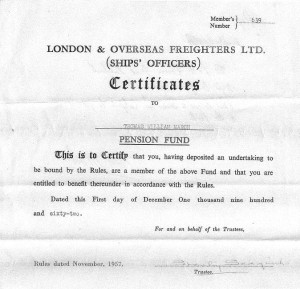 Member's
Number
LONDON & OVERSEAS FREIGHTERS LTD.
(SHIPS' OFFICERS)
Certificates
TO
THOMAS WILLIAM
PENSION FUND
This is to Certify that you, having deposited an undertaking to
be bound by the Rules, are a member of the above Fund and that you are
entitled to benefit thereunder in accordance with the Rules.
Dated this First day of December One thousand nine hundred
and sixty-two.
For and on behalf of the Trustees,
Rules dated November, 1957.
Trustee.